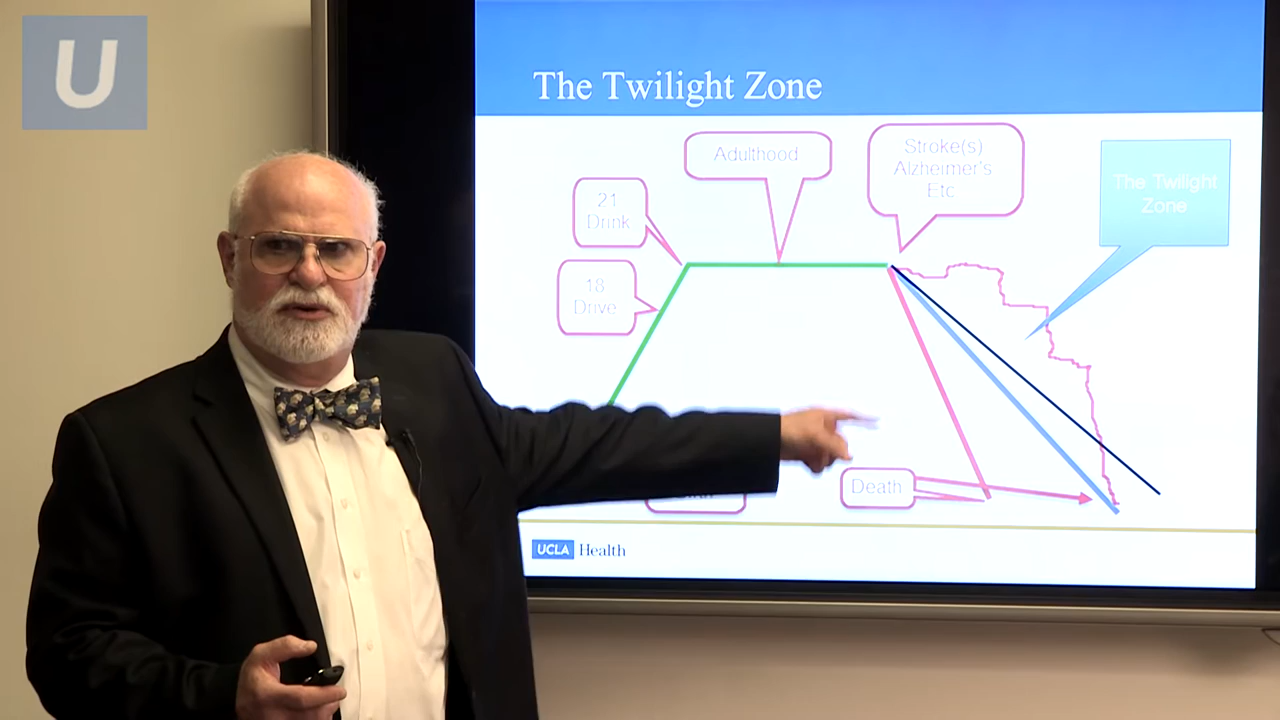 U
The Twilight Zone
Adulthood
Stroke(s)
Alzheimer's
Etc
The Twilight
Zone
21
Drink
18
Drive
Death
UCLA Health